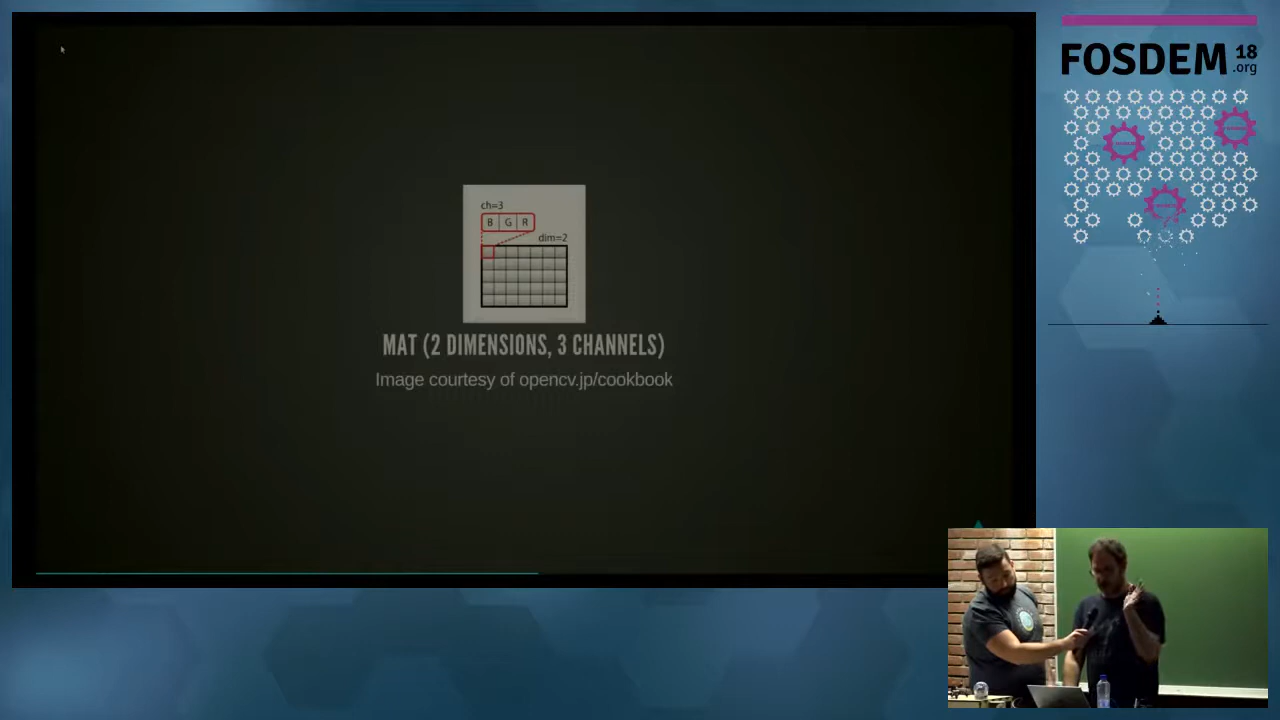 ch=3
B G R
dim=2
MAT (2 DIMENSIONS, 3 CHANNELS)
Image courtesy of opencv.jp/cookbook
FOSDEM 18
.org